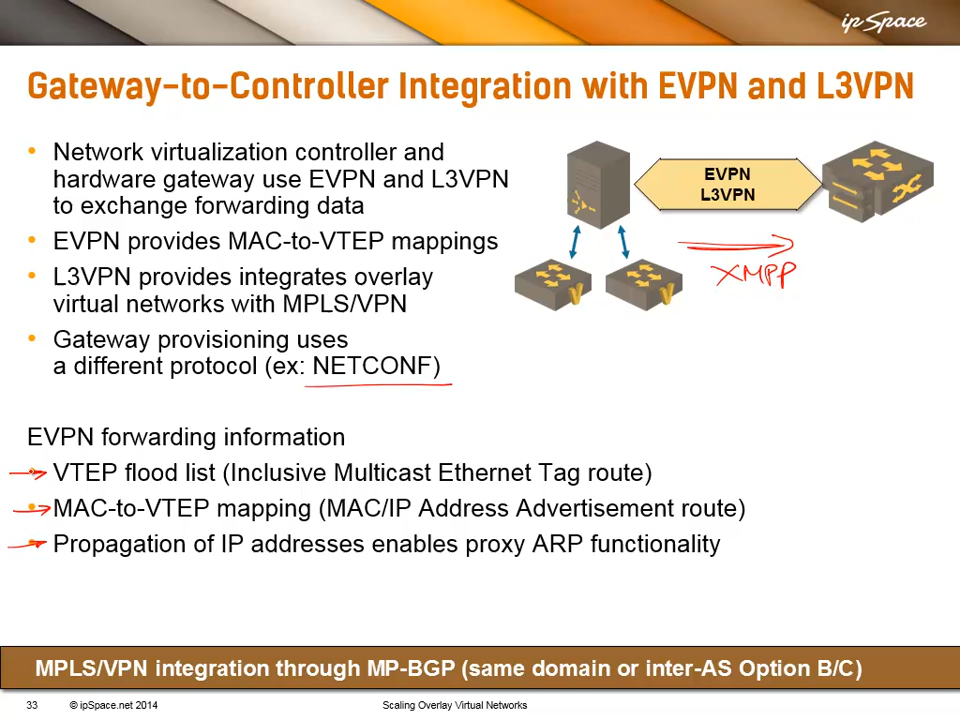 ipSpace
Gateway-to-Controller Integration with EVPN and L3VPN
• Network virtualization controller and
hardware gateway use EVPN and L3VPN
to exchange forwarding data
• EVPN provides MAC-to-VTEP mappings
• L3VPN provides integrates overlay
virtual networks with MPLS/VPN
• Gateway provisioning uses
a different protocol (ex: NETCONF)
EVPN
L3VPN
XMPP
V
V
EVPN forwarding information
• VTEP flood list (Inclusive Multicast Ethernet Tag route)
• MAC-to-VTEP mapping (MAC/IP Address Advertisement route)
• Propagation of IP addresses enables proxy ARP functionality
MPLS/VPN integration through MP-BGP (same domain or inter-AS Option B/C)
33 © ipSpace.net 2014 Scaling Overlay Virtual Networks